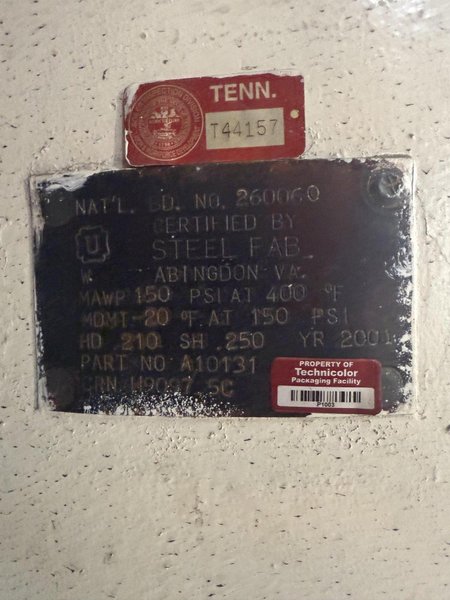 TENN.
T44157
NAT'L. BD. NO. 260060
CERTIFIED BY
U
STEEL FAB
W ABINGDON VA.
MAWP 150 PSI AT 400 °F
MDMT -20 °F AT 150 PSI
HD .210 SH .250 YR 2001
PART NO A10131
PROPERTY OF
Technicolor
Packaging Facility